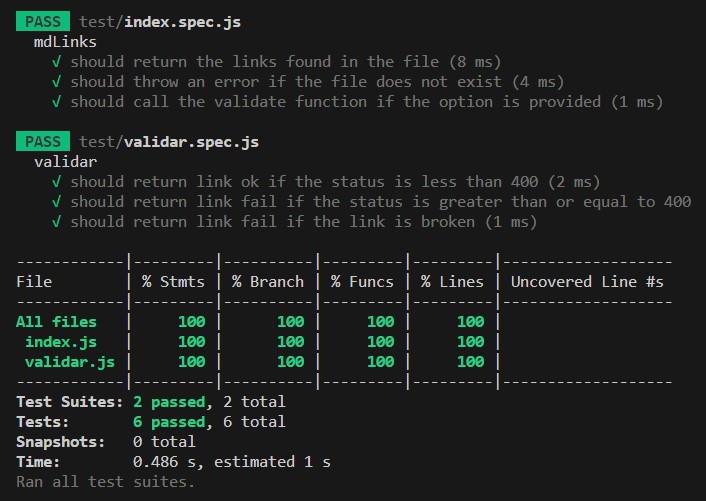 PASS test/index.spec.js
mdLinks
√ should return the links found in the file (8 ms)
√ should throw an error if the file does not exist (4 ms)
√ should call the validate function if the option is provided (1 ms)
PASS test/validar.spec.js
validar
√ should return link ok if the status is less than 400 (2 ms)
√ should return link fail if the status is greater than or equal to 400
√ should return link fail if the link is broken (1 ms)
------------|---------|----------|---------|---------|-------------------
File | % Stmts | % Branch | % Funcs | % Lines | Uncovered Line #s
------------|---------|----------|---------|---------|-------------------
All files | 100 | 100 | 100 | 100 |
index.js | 100 | 100 | 100 | 100 |
validar.js | 100 | 100 | 100 | 100 |
------------|---------|----------|---------|---------|-------------------
Test Suites: 2 passed, 2 total
Tests: 6 passed, 6 total
Snapshots: 0 total
Time: 0.486 s, estimated 1 s
Ran all test suites.